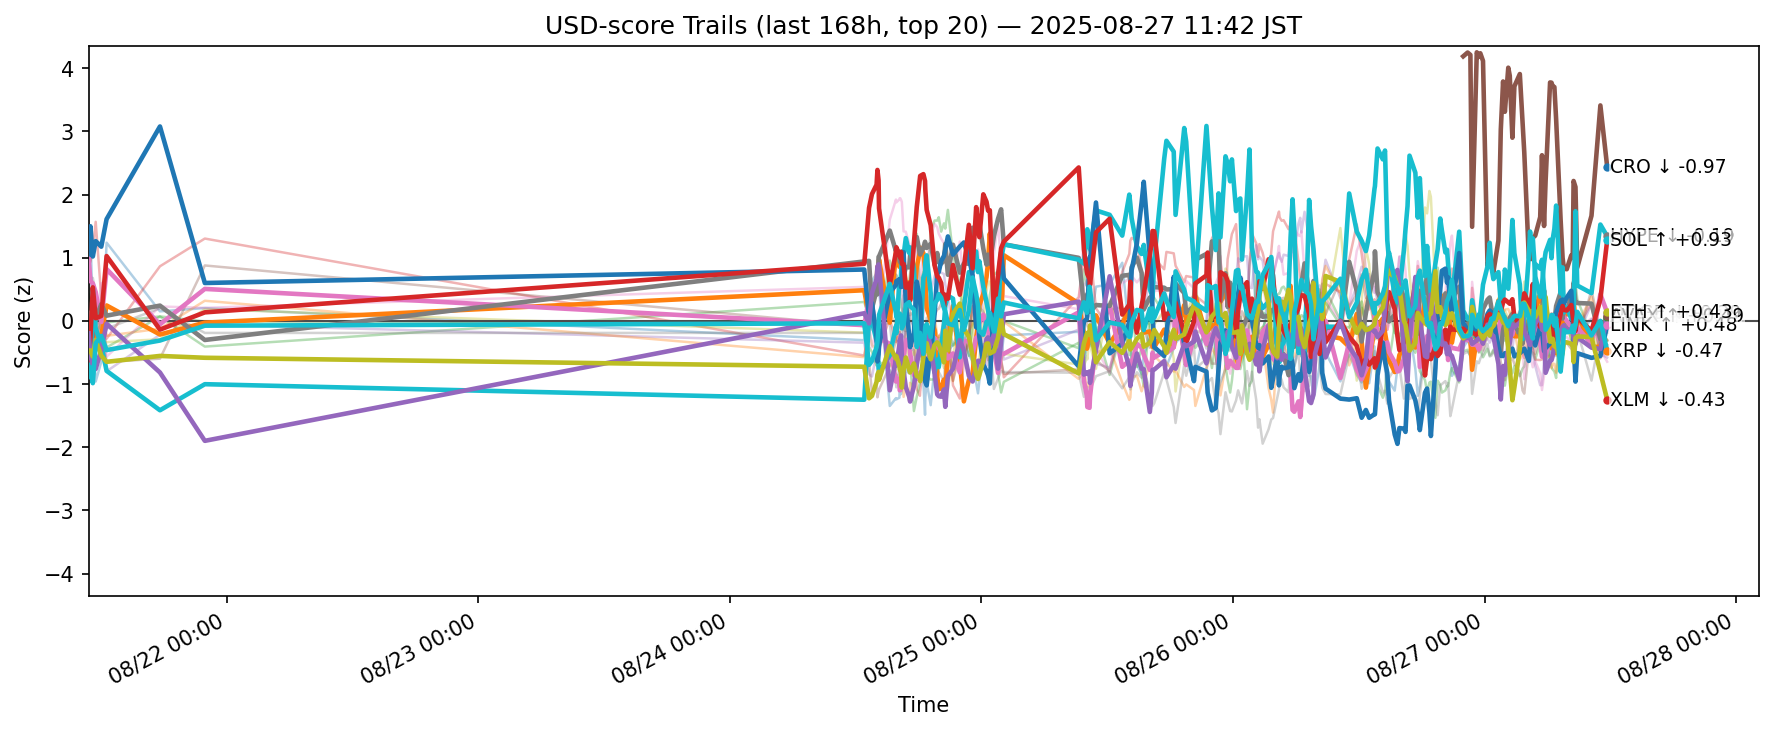 USD-score Trails (last 168h, top 20) — 2025-08-27 11:42 JST
Score (z)
4
3
2
1
0
−1
−2
−3
−4
CRO ↓ -0.97
SOL ↑ +0.93
ETH ↑ +0.43
LINK ↑ +0.48
XRP ↓ -0.47
XLM ↓ -0.43
08/22 00:00
08/23 00:00
08/24 00:00
08/25 00:00
08/26 00:00
08/27 00:00
08/28 00:00
Time